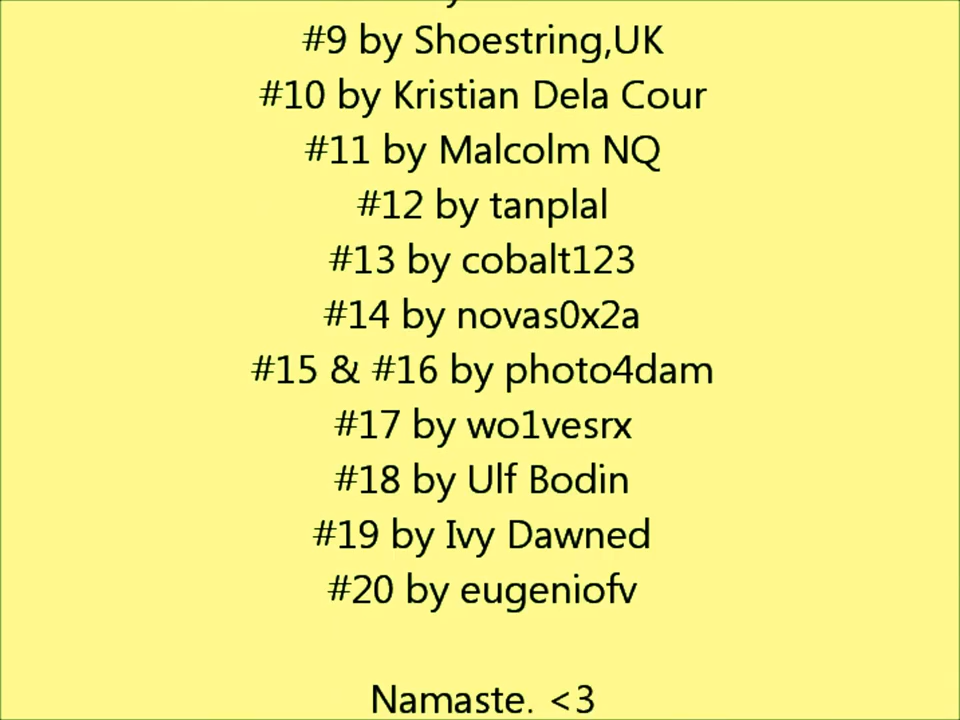 #9 by Shoestring,UK
#10 by Kristian Dela Cour
#11 by Malcolm NQ
#12 by tanplal
#13 by cobalt123
#14 by novas0x2a
#15 & #16 by photo4dam
#17 by wo1vesrx
#18 by Ulf Bodin
#19 by Ivy Dawned
#20 by eugeniofv
Namaste. <3